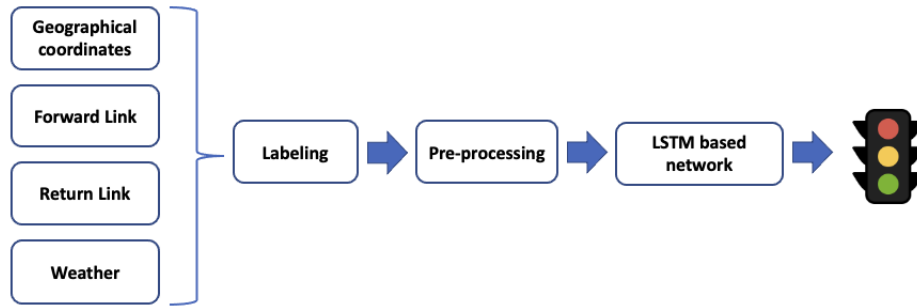 Geographical
coordinates
Forward Link
Return Link
Weather
Labeling
Pre-processing
LSTM based
network